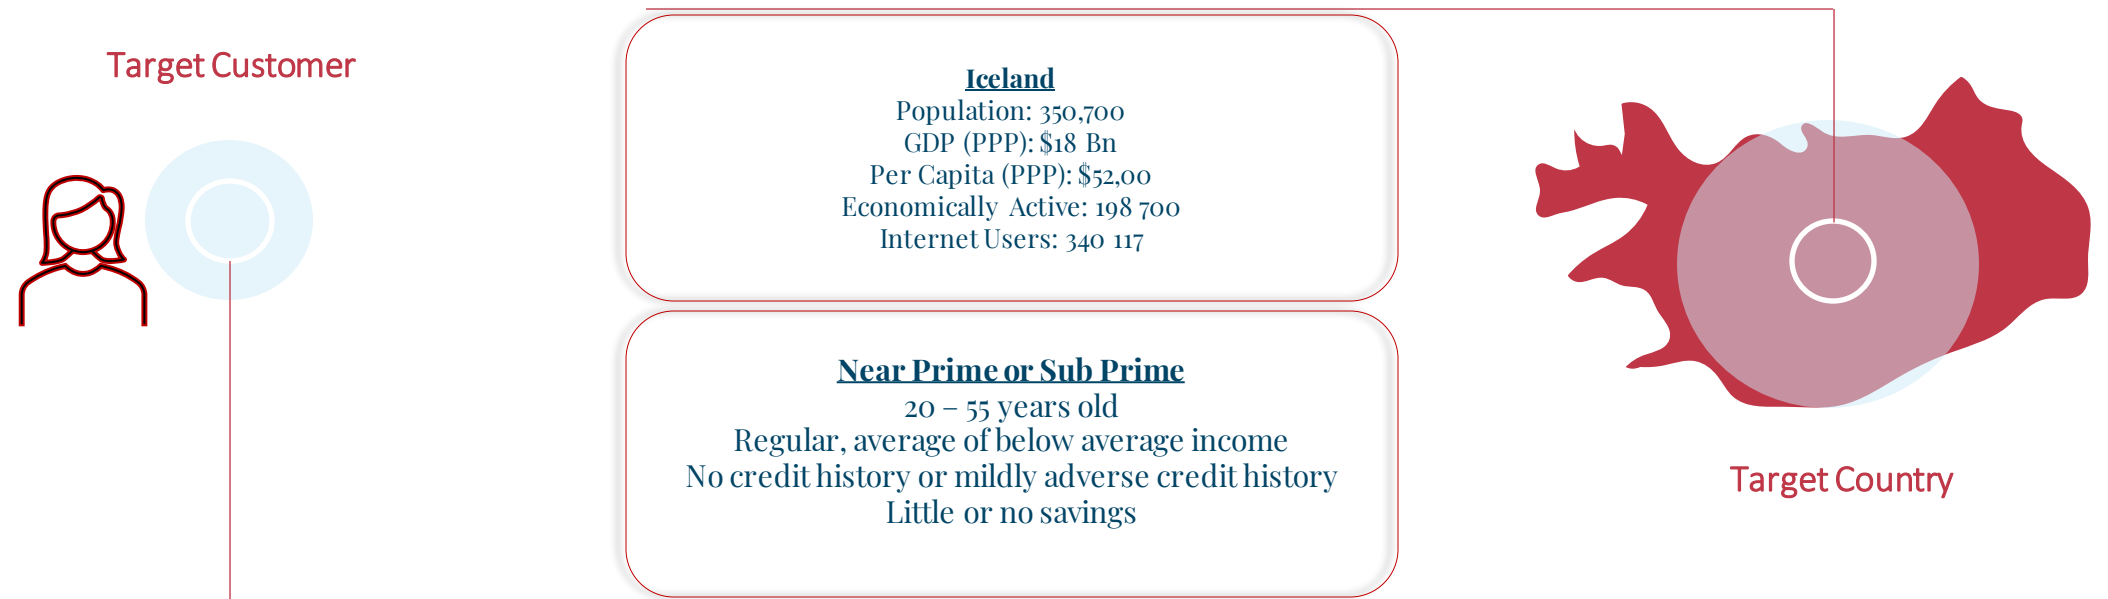 Target Customer
Iceland
Population: 350,700
GDP (PPP): $18 Bn
Per Capita (PPP): $52,00
Economically Active: 198 700
Internet Users: 340 117
Near Prime or Sub Prime
20 – 55 years old
Regular, average of below average income
No credit history or mildly adverse credit history
Little or no savings
Target Country